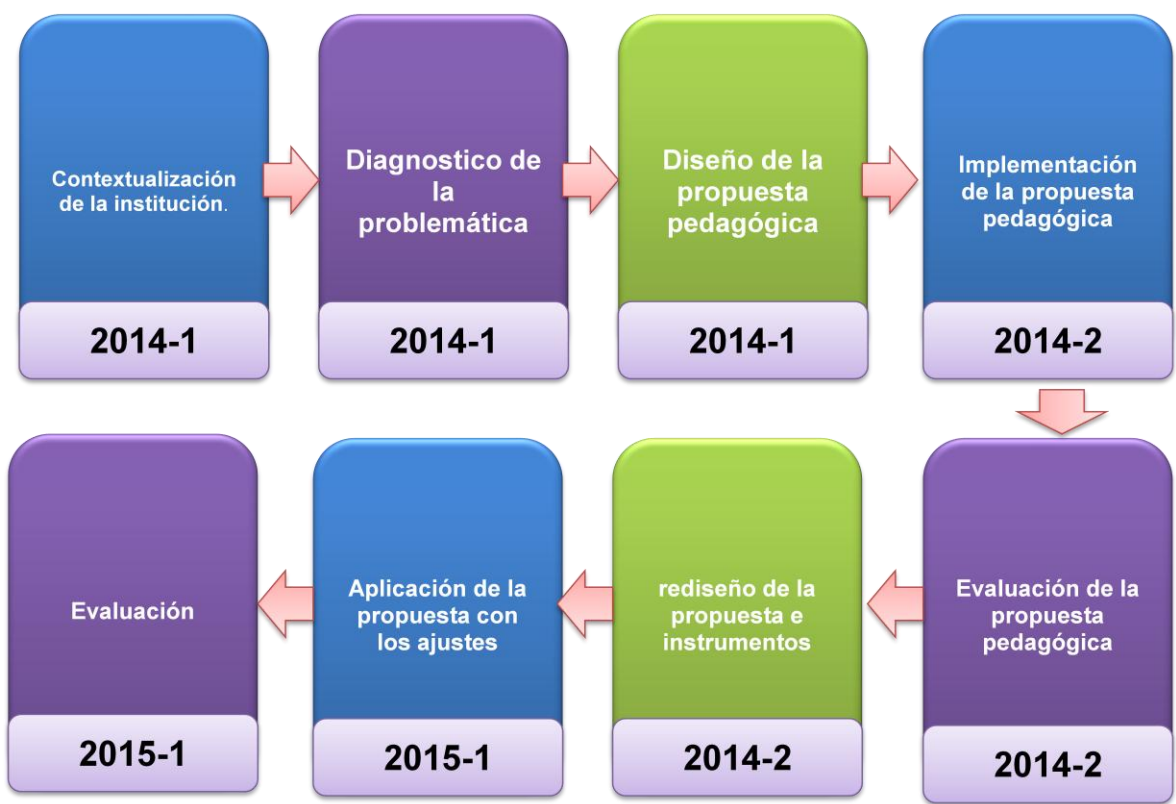 Contextualización
de la institución.
2014-1
Diagnostico de
la
problemática
2014-1
Diseño de la
propuesta
pedagógica
2014-1
Implementación
de la propuesta
pedagógica
2014-2
Evaluación de la
propuesta
pedagógica
2014-2
rediseño de la
propuesta e
instrumentos
2014-2
Aplicación de la
propuesta con
los ajustes
2015-1
Evaluación
2015-1